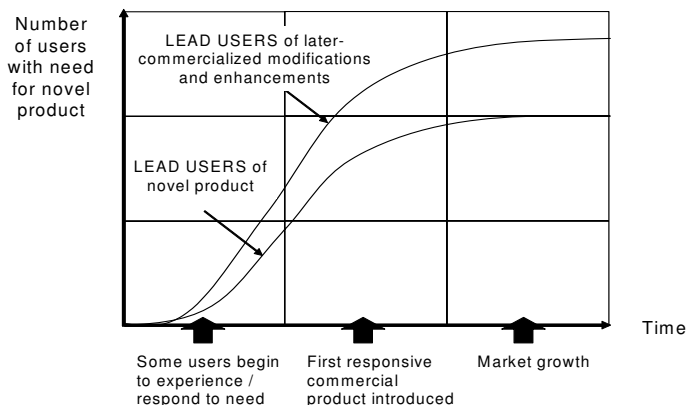 Number
of users
with need
for novel
product
LEAD USERS of later-
commercialized modifications
and enhancements
LEAD USERS of
novel product
Time
Some users begin
to experience /
respond to need
First responsive
commercial
product introduced
Market growth